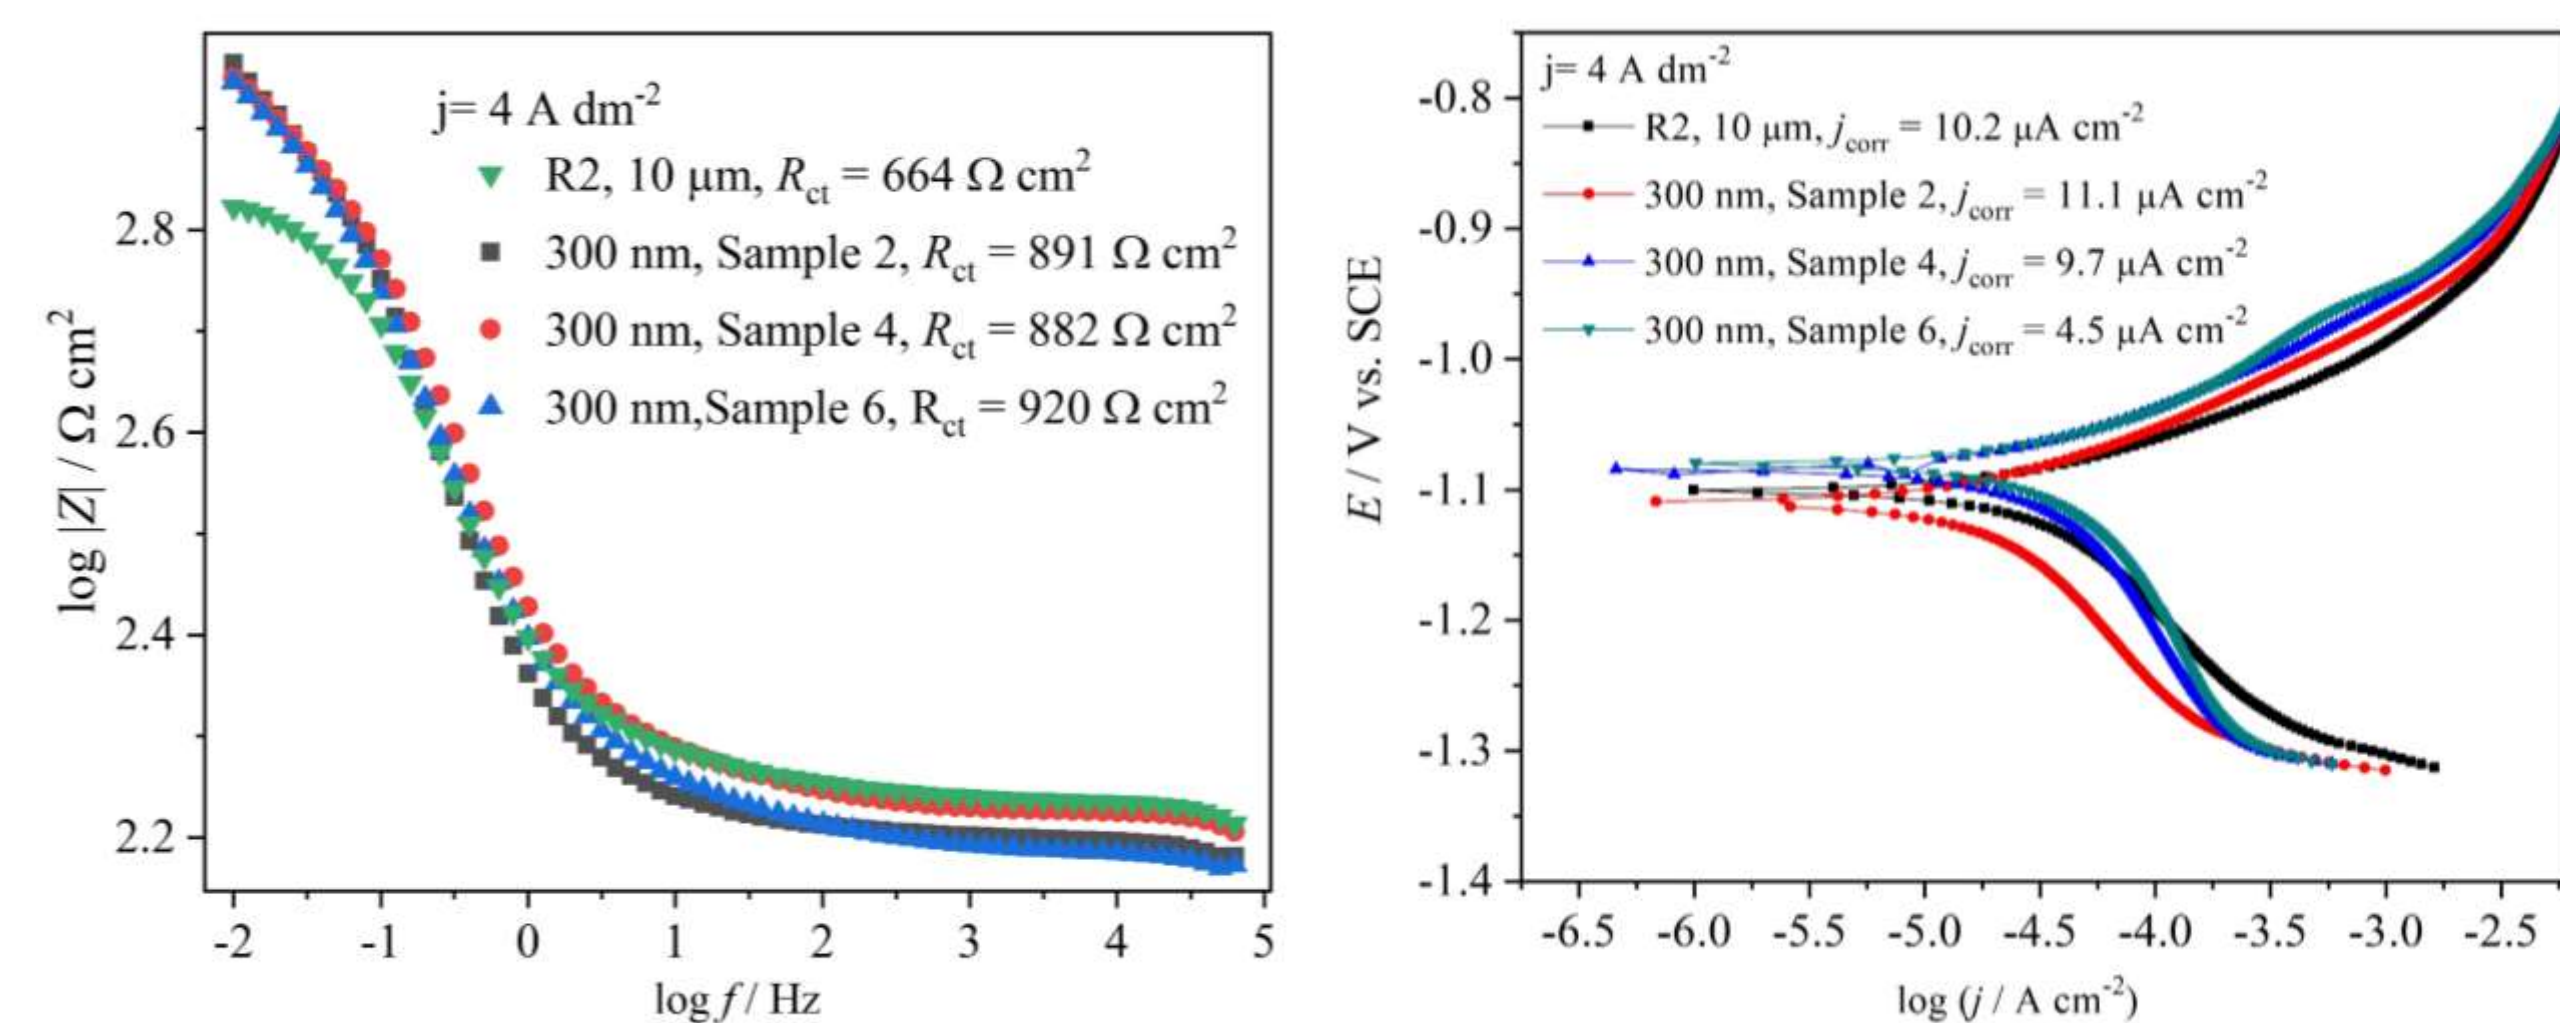 j= 4 A dm-2
R2, 10 μm, Rct = 664 Ω cm2
300 nm, Sample 2, Rct = 891 Ω cm2
300 nm, Sample 4, Rct = 882 Ω cm2
300 nm,Sample 6, Rct = 920 Ω cm2
log |Z| / Ω cm2
2.8
2.6
2.4
2.2
-2 -1 0 1 2 3 4 5
log f / Hz
j= 4 A dm-2
R2, 10 μm, jcorr = 10.2 μA cm-2
300 nm, Sample 2, jcorr = 11.1 μA cm-2
300 nm, Sample 4, jcorr = 9.7 μA cm-2
300 nm, Sample 6, jcorr = 4.5 μA cm-2
E / V vs. SCE
-0.8
-0.9
-1.0
-1.1
-1.2
-1.3
-1.4
-6.5 -6.0 -5.5 -5.0 -4.5 -4.0 -3.5 -3.0 -2.5
log (j / A cm-2)